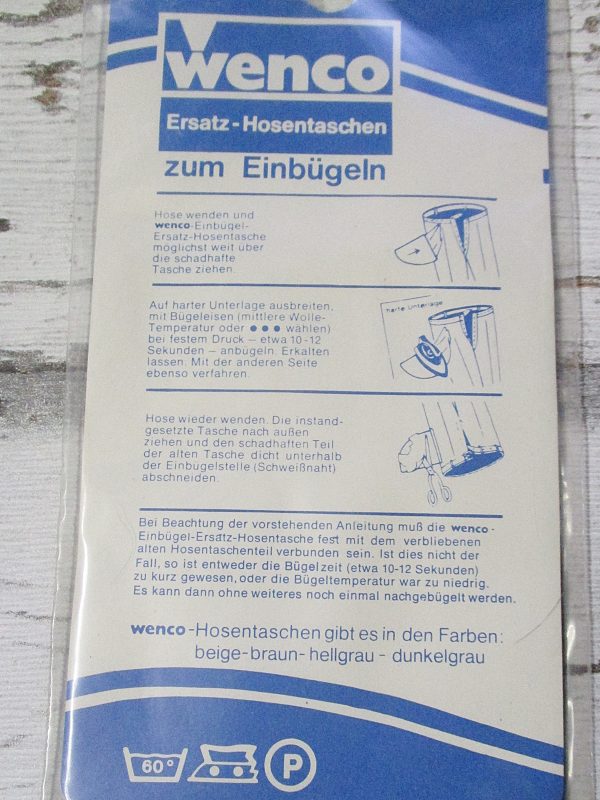 wenco
Ersatz-Hosentaschen
zum Einbügeln
Hose wenden und
wenco-Einbügel-
Ersatz-Hosentasche
möglichst weit über
die schadhafte
Tasche ziehen.
Auf harter Unterlage ausbreiten,
mit Bügeleisen (mittlere Wolle-
Temperatur oder ●●● wählen)
bei festem Druck – etwa 10-12
Sekunden – anbügeln. Erkalten
lassen. Mit der anderen Seite
ebenso verfahren.
harte Unterlage
Hose wieder wenden. Die instand-
gesetzte Tasche nach außen
ziehen und den schadhaften Teil
der alten Tasche dicht unterhalb
der Einbügelstelle (Schweißnaht)
abschneiden.
Bei Beachtung der vorstehenden Anleitung muß die wenco-
Einbügel-Ersatz-Hosentasche fest mit dem verbliebenen
alten Hosentaschenteil verbunden sein. Ist dies nicht der
Fall, so ist entweder die Bügelzeit (etwa 10-12 Sekunden)
zu kurz gewesen, oder die Bügeltemperatur war zu niedrig.
Es kann dann ohne weiteres noch einmal nachgebügelt werden.
wenco-Hosentaschen gibt es in den Farben:
beige-braun-hellgrau - dunkelgrau
60° P